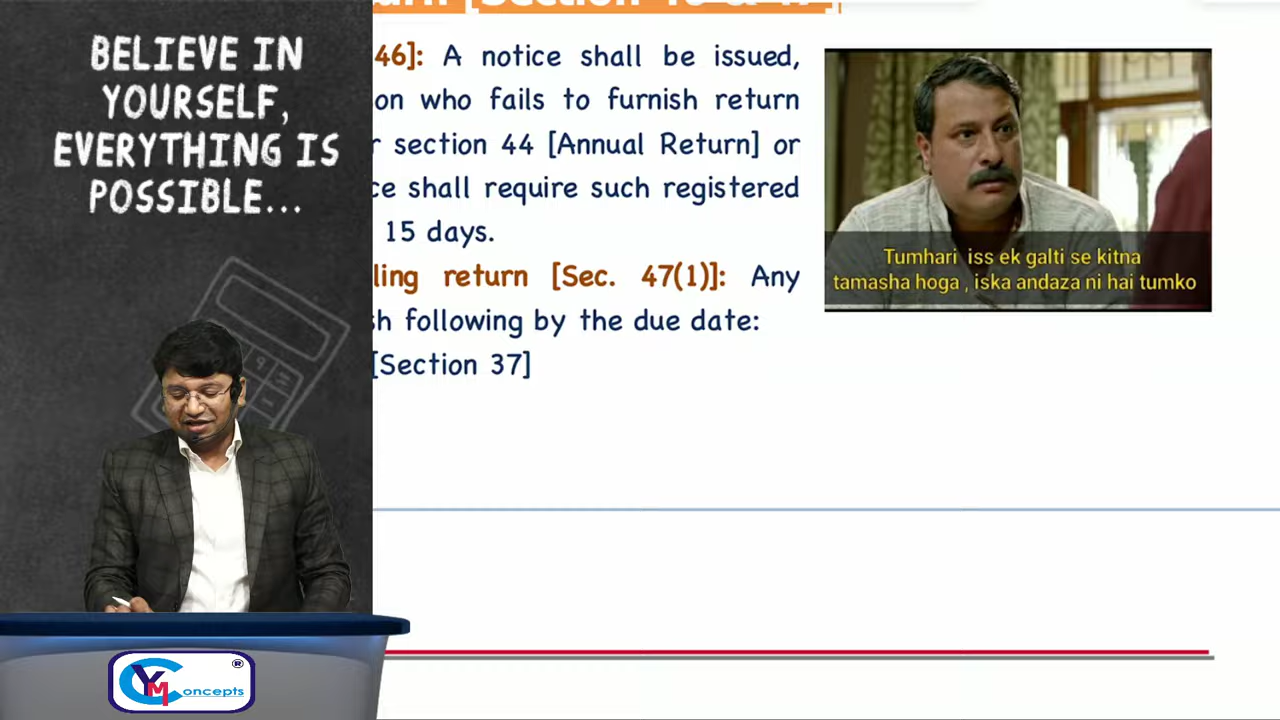 BELIEVE IN
YOURSELF,
EVERYTHING IS
POSSIBLE...
46]: A notice shall be issued,
on who fails to furnish return
r section 44 [Annual Return] or
ce shall require such registered
15 days.
ling return [Sec. 47(1)]: Any
sh following by the due date:
[Section 37]
Tumhari iss ek galti se kitna
tamasha hoga , iska andaza ni hai tumko
CYM oncepts ®